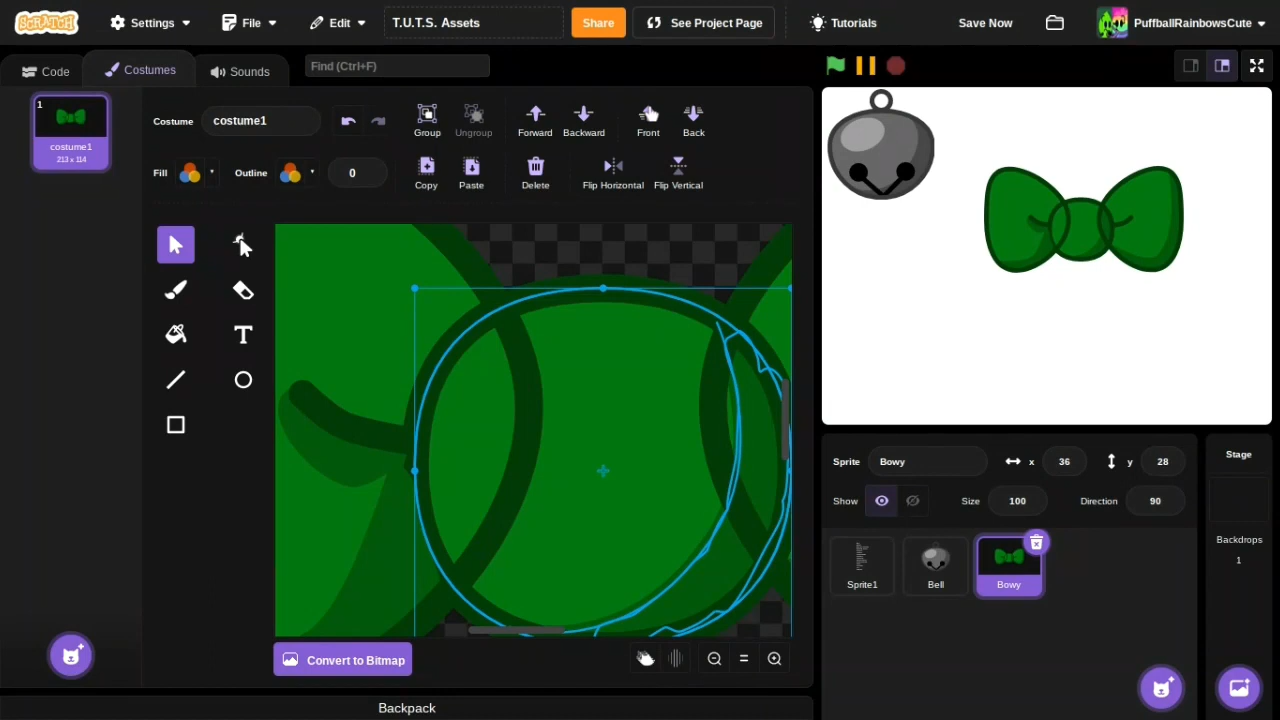 SCRATCH Settings File Edit T.U.T.S. Assets Share See Project Page Tutorials Save Now PuffballRainbowsCute
Code Costumes Sounds Find (Ctrl+F)
1
costume1
213 x 114
Costume costume1 Group Ungroup Forward Backward Front Back
Fill Outline 0 Copy Paste Delete Flip Horizontal Flip Vertical
Convert to Bitmap
Backpack
Sprite Bowy x 36 y 28
Show Size 100 Direction 90
Sprite1 Bell Bowy
Stage
Backdrops
1